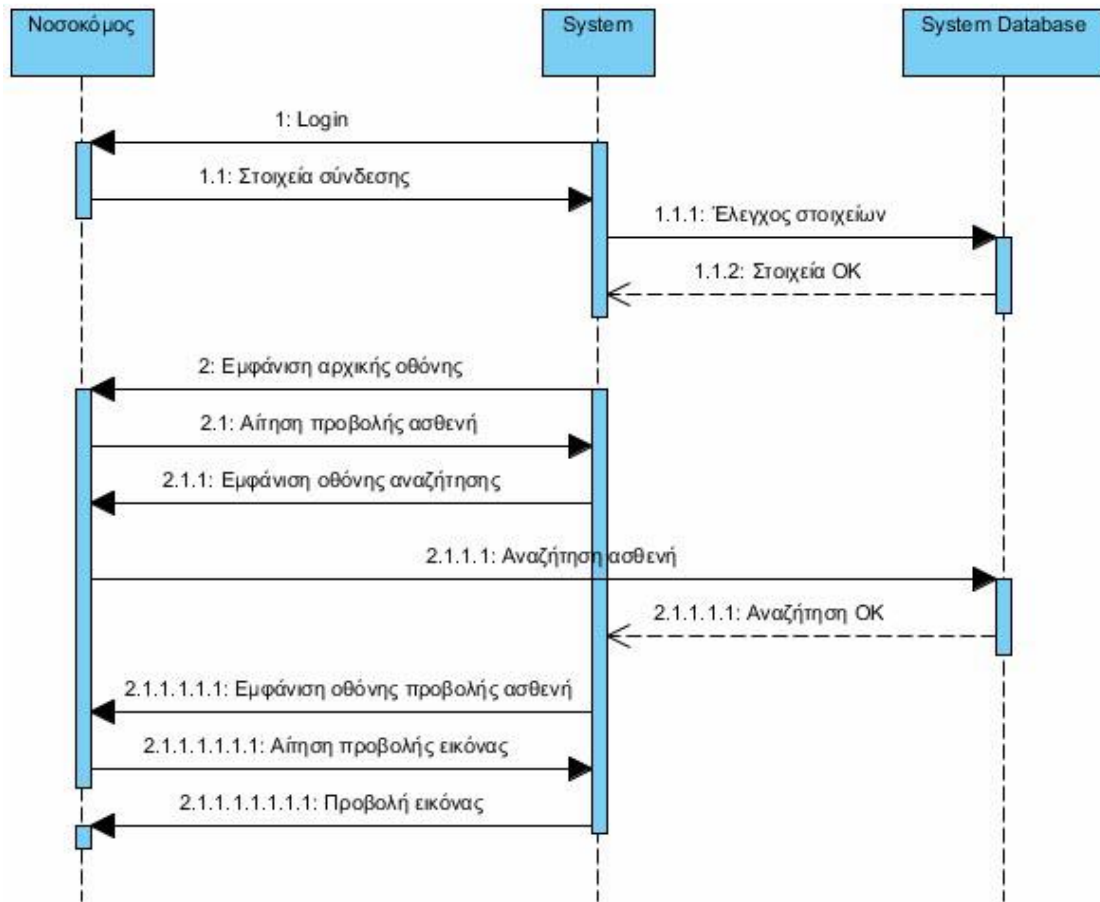 Νοσοκόμος
System
System Database
1: Login
1.1: Στοιχεία σύνδεσης
1.1.1: Έλεγχος στοιχείων
1.1.2: Στοιχεία OK
2: Εμφάνιση αρχικής οθόνης
2.1: Αίτηση προβολής ασθενή
2.1.1: Εμφάνιση οθόνης αναζήτησης
2.1.1.1: Αναζήτηση ασθενή
2.1.1.1.1: Αναζήτηση OK
2.1.1.1.1.1: Εμφάνιση οθόνης προβολής ασθενή
2.1.1.1.1.1.1: Αίτηση προβολής εικόνας
2.1.1.1.1.1.1.1: Προβολή εικόνας